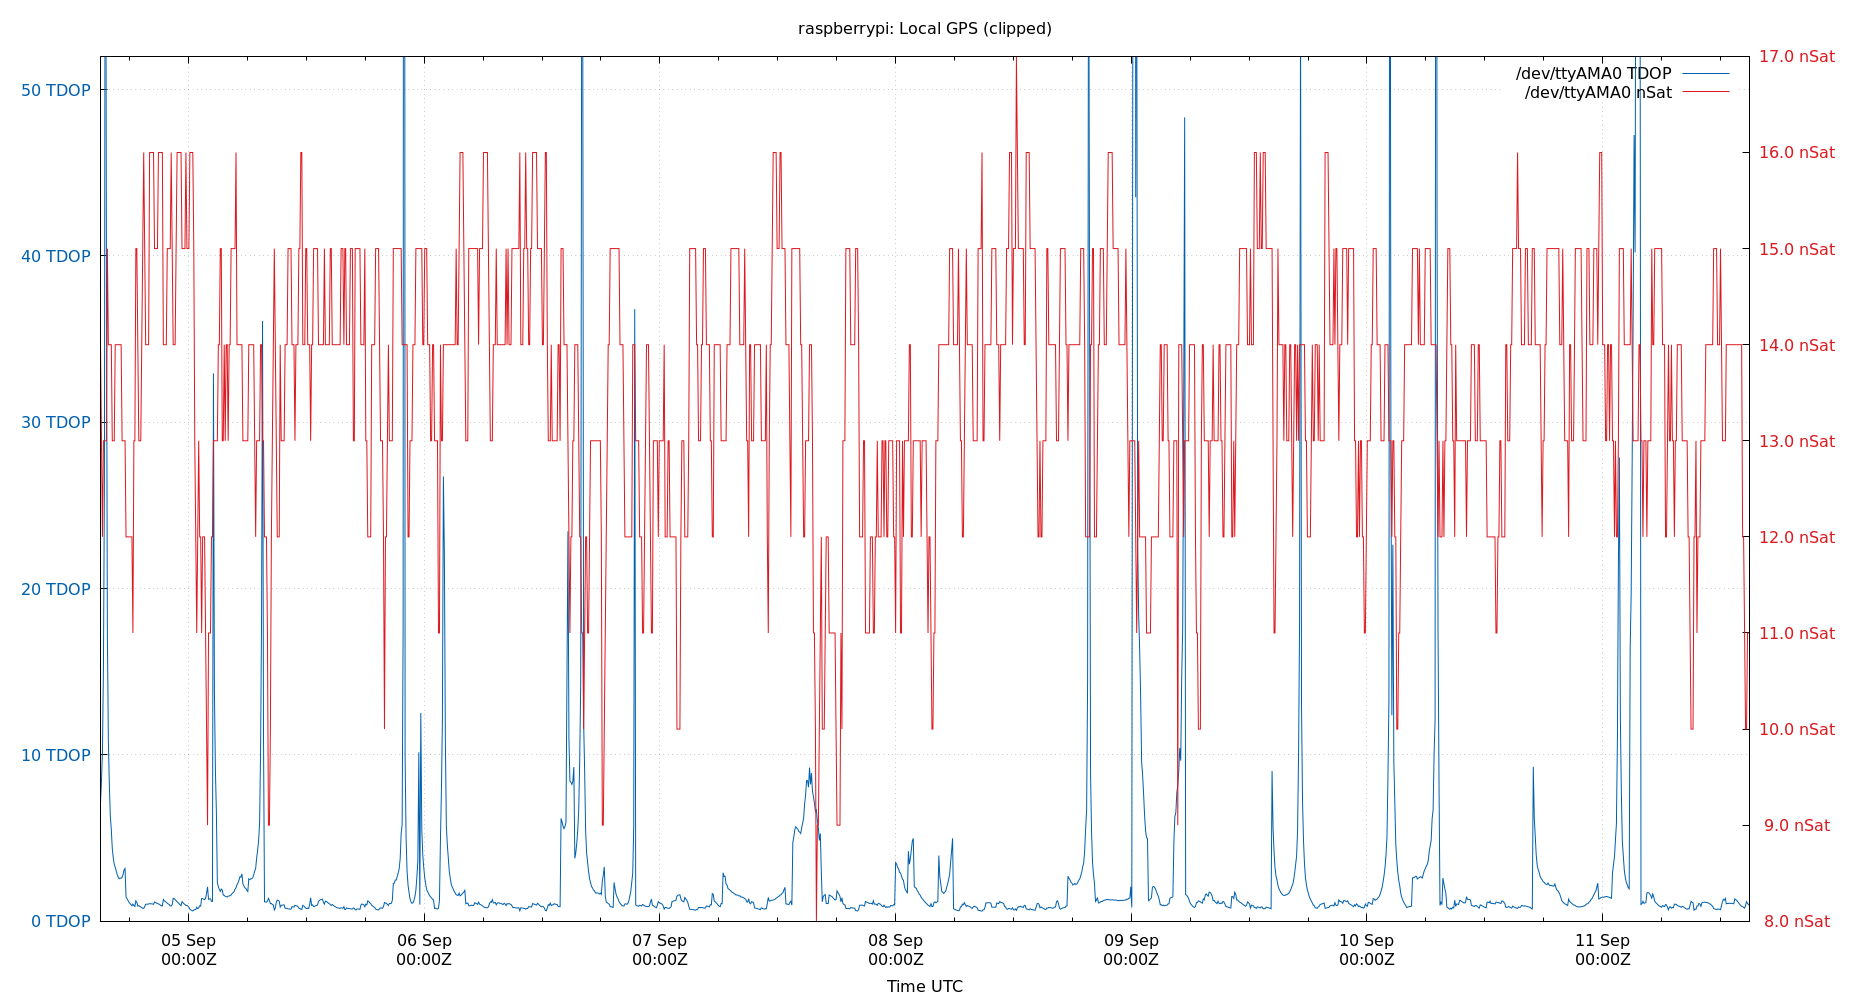 raspberrypi: Local GPS (clipped)
/dev/ttyAMA0 TDOP
/dev/ttyAMA0 nSat
50 TDOP
40 TDOP
30 TDOP
20 TDOP
10 TDOP
0 TDOP
17.0 nSat
16.0 nSat
15.0 nSat
14.0 nSat
13.0 nSat
12.0 nSat
11.0 nSat
10.0 nSat
9.0 nSat
8.0 nSat
05 Sep
00:00Z
06 Sep
00:00Z
07 Sep
00:00Z
08 Sep
00:00Z
09 Sep
00:00Z
10 Sep
00:00Z
11 Sep
00:00Z
Time UTC